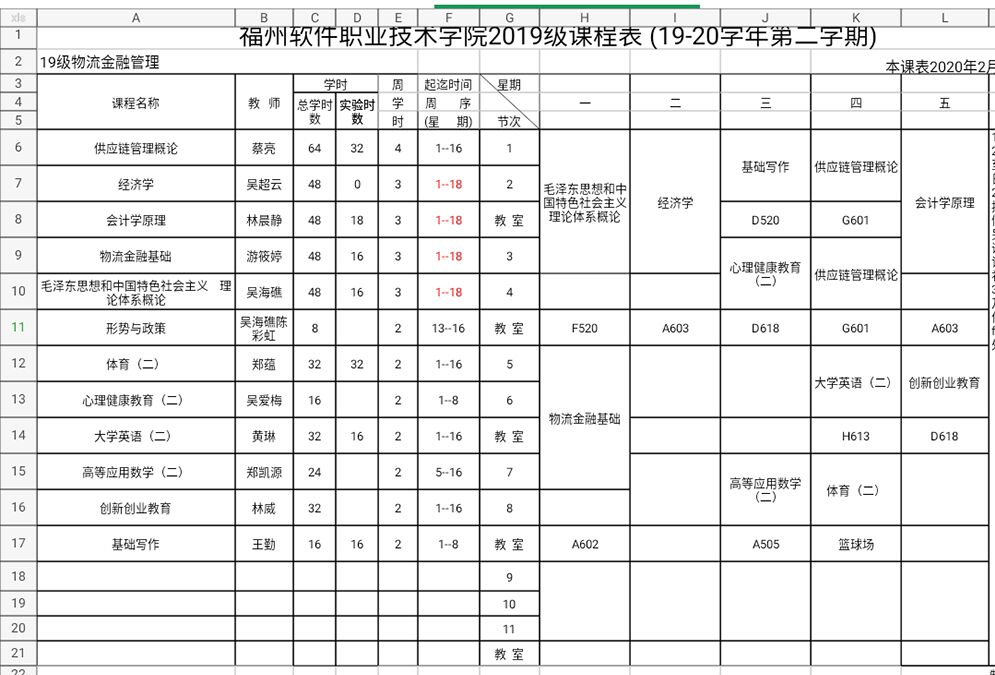 xls A B C D E F G H I J K L
1 福州软件职业技术学院2019级课程表 (19-20学年第二学期)
2 19级物流金融管理 本课表2020年2月
3 学时 周 起迄时间 星期
4 课程名称 教 师 总学时数 实验时数 学 周 序 一 二 三 四 五
5 时 (星 期) 节次
6 供应链管理概论 蔡亮 64 32 4 1--16 1
7 经济学 吴超云 48 0 3 1--18 2
毛泽东思想和中国特色社会主义理论体系概论 经济学 基础写作 供应链管理概论 会计学原理
8 会计学原理 林晨静 48 18 3 1--18 教 室 D520 G601
9 物流金融基础 游筱婷 48 16 3 1--18 3
心理健康教育(二) 供应链管理概论
10 毛泽东思想和中国特色社会主义 理论体系概论 吴海礁 48 16 3 1--18 4
11 形势与政策 吴海礁陈彩虹 8 2 13--16 教 室 F520 A603 D618 G601 A603
12 体育(二) 郑蕴 32 32 2 1--16 5
大学英语(二) 创新创业教育
13 心理健康教育(二) 吴爱梅 16 2 1--8 6
物流金融基础
14 大学英语(二) 黄琳 32 16 2 1--16 教 室 H613 D618
15 高等应用数学(二) 郑凯源 24 2 5--16 7
高等应用数学(二) 体育(二)
16 创新创业教育 林威 32 2 1--16 8
17 基础写作 王勤 16 16 2 1--8 教 室 A602 A505 篮球场
18 9
19 10
20 11
21 教 室
22